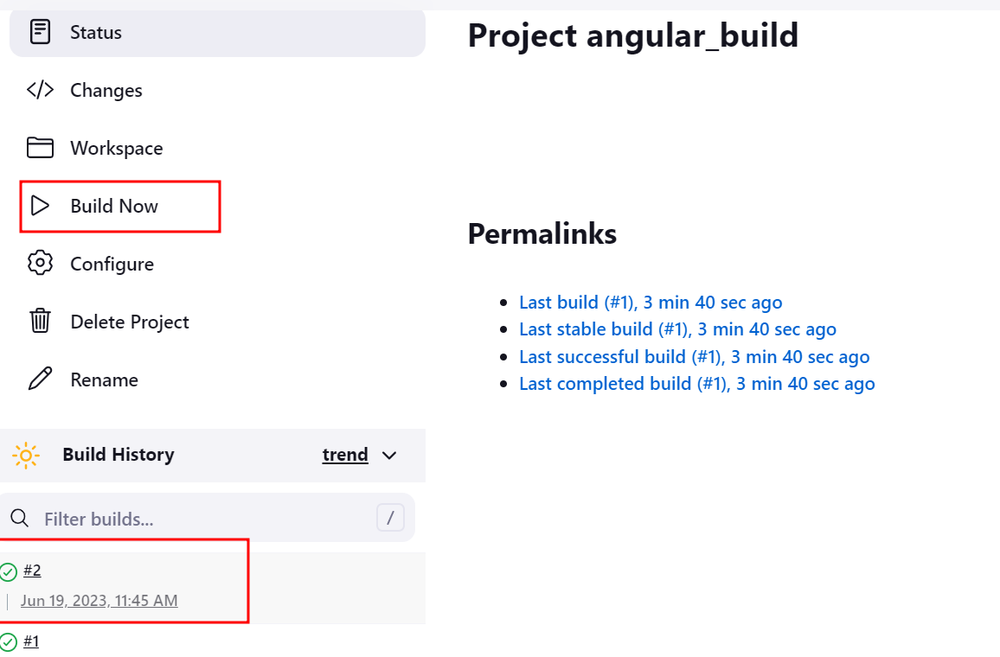 Status
Changes
Workspace
Build Now
Configure
Delete Project
Rename
Build History
trend
Filter builds...
/
#2
Jun 19, 2023, 11:45 AM
#1
Project angular_build
Permalinks
Last build (#1), 3 min 40 sec ago
Last stable build (#1), 3 min 40 sec ago
Last successful build (#1), 3 min 40 sec ago
Last completed build (#1), 3 min 40 sec ago